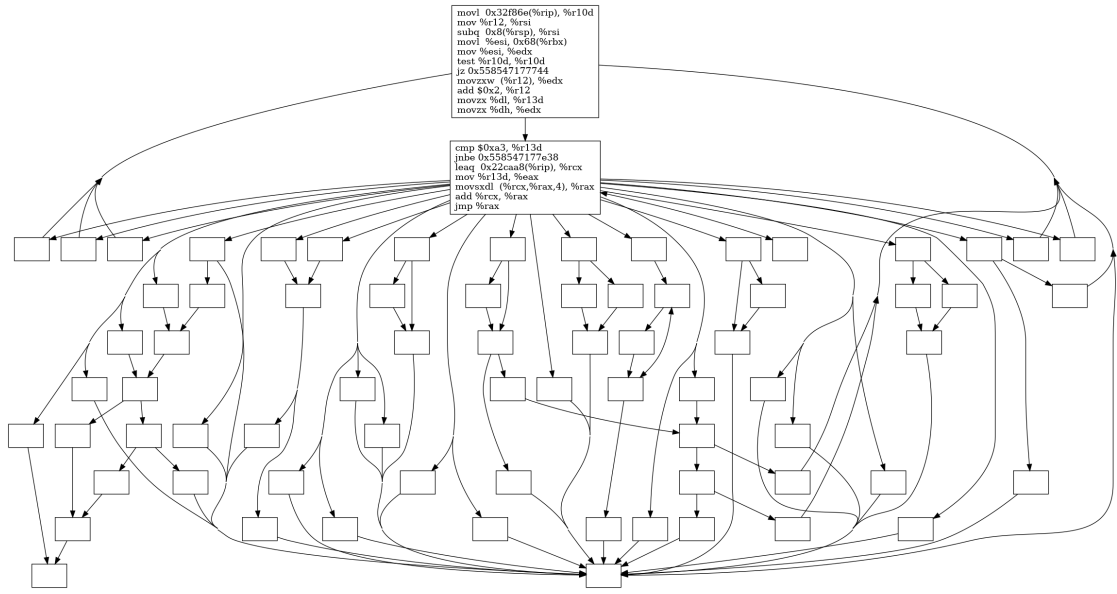 movl  0x32f86e(%rip), %r10d
mov %r12, %rsi
subq  0x8(%rsp), %rsi
movl  %esi, 0x68(%rbx)
mov %esi, %edx
test %r10d, %r10d
jz 0x558547177744
movzxw  (%r12), %edx
add $0x2, %r12
movzx %dl, %r13d
movzx %dh, %edx
cmp $0xa3, %r13d
jnbe 0x558547177e38
leaq  0x22caa8(%rip), %rcx
mov %r13d, %eax
movsxdl  (%rcx,%rax,4), %rax
add %rcx, %rax
jmp %rax